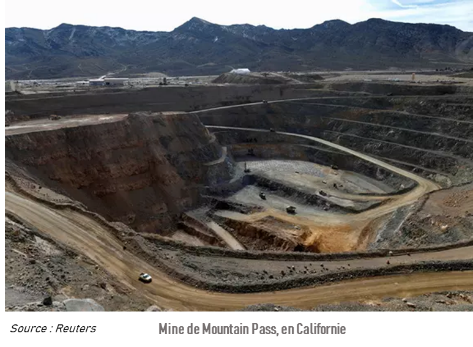 Source : Reuters
Mine de Mountain Pass, en Californie